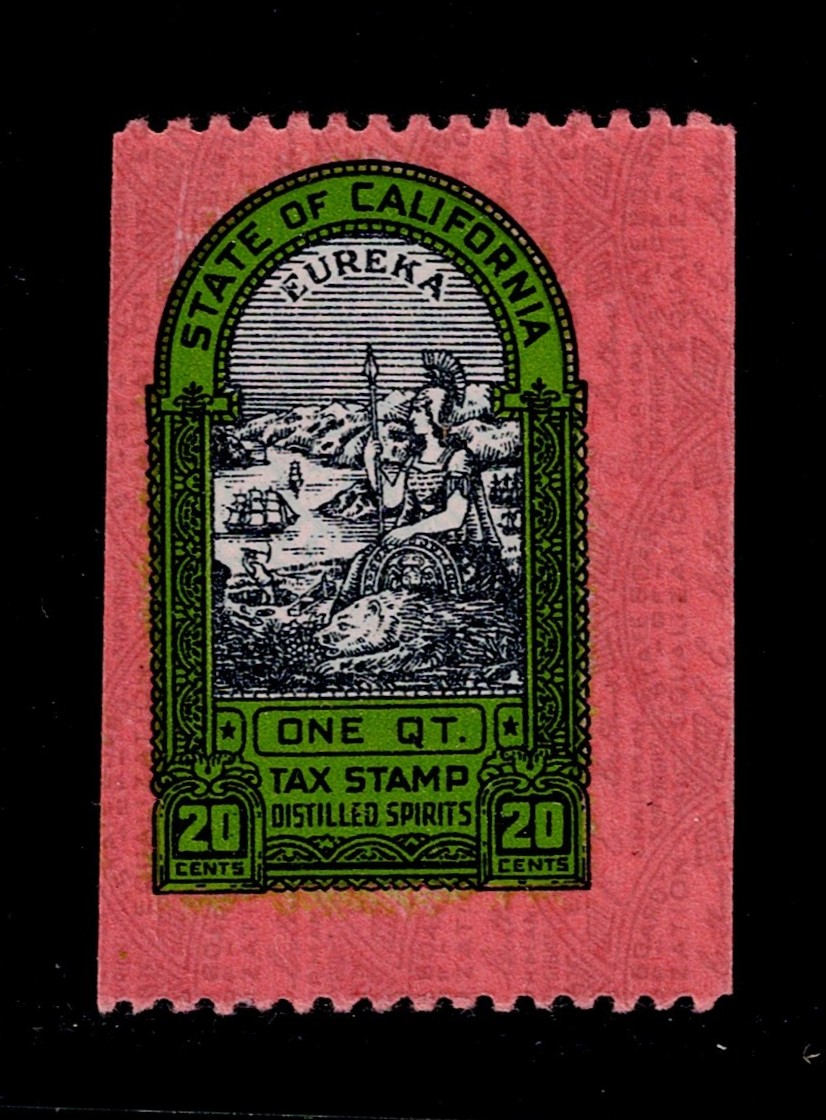 STATE OF CALIFORNIA
EUREKA
ONE QT.
TAX STAMP
DISTILLED SPIRITS
20 20
CENTS CENTS